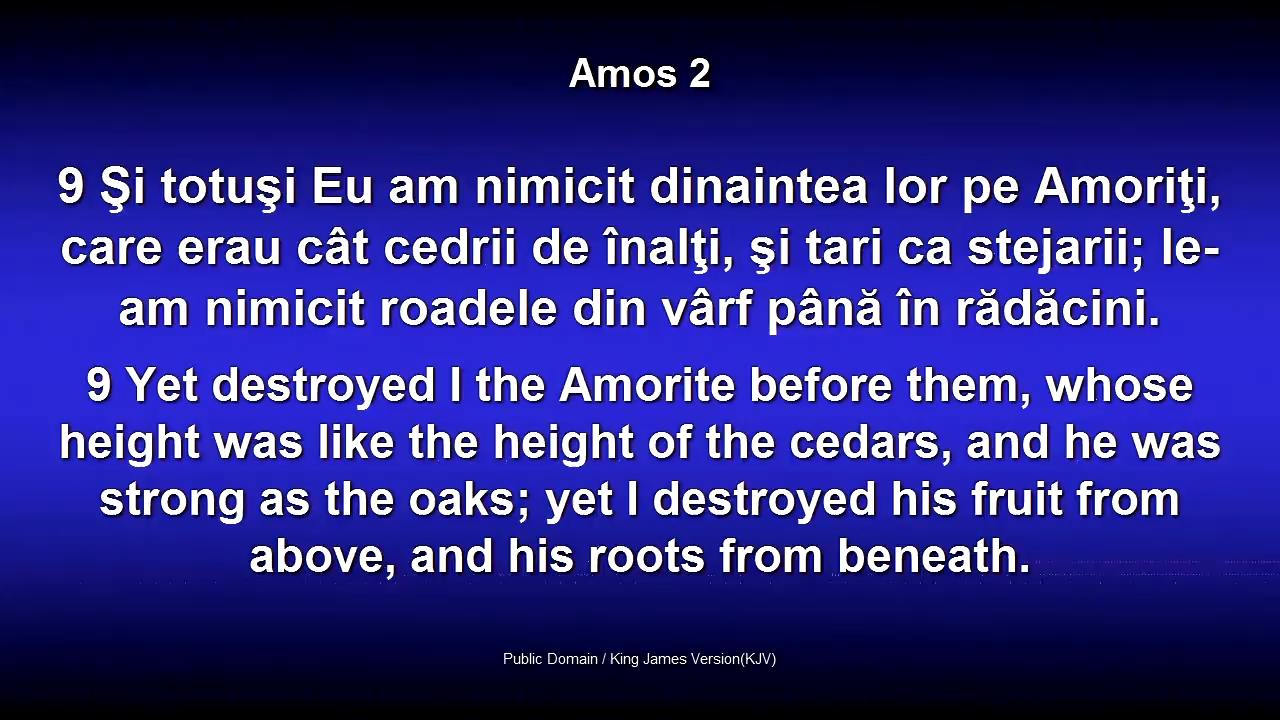 Amos 2
9 Şi totuşi Eu am nimicit dinaintea lor pe Amoriţi,
care erau cât cedrii de înalţi, şi tari ca stejarii; le-
am nimicit roadele din vârf până în rădăcini.
9 Yet destroyed I the Amorite before them, whose
height was like the height of the cedars, and he was
strong as the oaks; yet I destroyed his fruit from
above, and his roots from beneath.
Public Domain / King James Version(KJV)